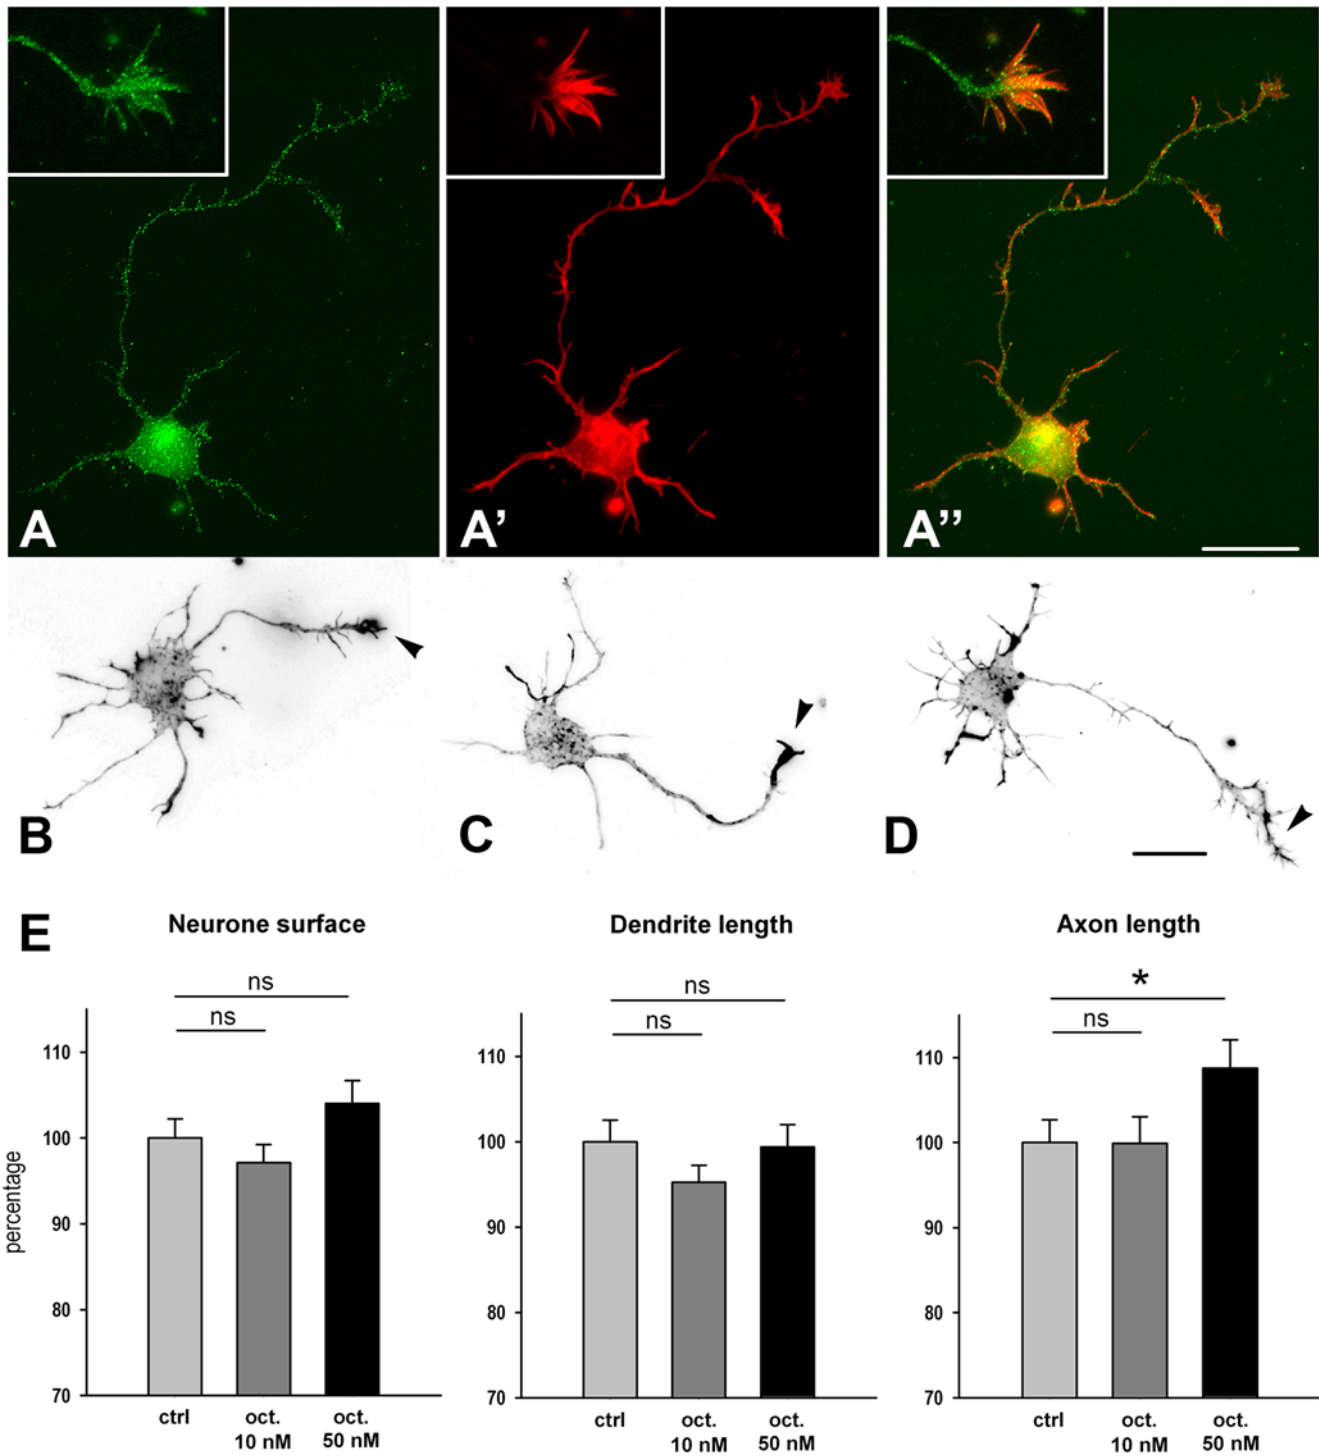 A
A’
A’’
B
C
D
E
Neurone surface
Dendrite length
Axon length
ns
ns
ns
ns
*
ns
percentage
110
100
90
80
70
110
100
90
80
70
110
100
90
80
70
ctrl
oct.
10 nM
oct.
50 nM
ctrl
oct.
10 nM
oct.
50 nM
ctrl
oct.
10 nM
oct.
50 nM